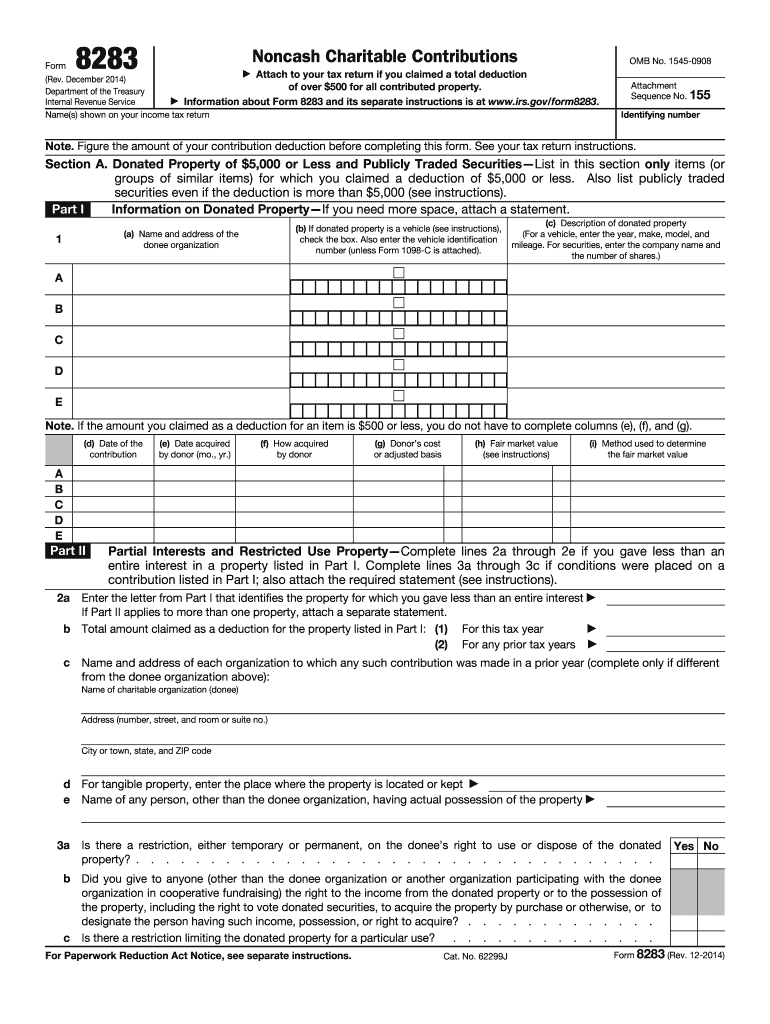 Form 8283
(Rev. December 2014)
Department of the Treasury
Internal Revenue Service
Noncash Charitable Contributions
▶ Attach to your tax return if you claimed a total deduction
of over $500 for all contributed property.
▶ Information about Form 8283 and its separate instructions is at www.irs.gov/form8283.
OMB No. 1545-0908
Attachment
Sequence No. 155
Name(s) shown on your income tax return
Identifying number
Note. Figure the amount of your contribution deduction before completing this form. See your tax return instructions.
Section A. Donated Property of $5,000 or Less and Publicly Traded Securities—List in this section only items (or
groups of similar items) for which you claimed a deduction of $5,000 or less. Also list publicly traded
securities even if the deduction is more than $5,000 (see instructions).
Part I Information on Donated Property—If you need more space, attach a statement.
1
(a) Name and address of the
donee organization
(b) If donated property is a vehicle (see instructions),
check the box. Also enter the vehicle identification
number (unless Form 1098-C is attached).
(c) Description of donated property
(For a vehicle, enter the year, make, model, and
mileage. For securities, enter the company name and
the number of shares.)
A
B
C
D
E
Note. If the amount you claimed as a deduction for an item is $500 or less, you do not have to complete columns (e), (f), and (g).
(d) Date of the
contribution
(e) Date acquired
by donor (mo., yr.)
(f) How acquired
by donor
(g) Donor's cost
or adjusted basis
(h) Fair market value
(see instructions)
(i) Method used to determine
the fair market value
A
B
C
D
E
Part II Partial Interests and Restricted Use Property—Complete lines 2a through 2e if you gave less than an
entire interest in a property listed in Part I. Complete lines 3a through 3c if conditions were placed on a
contribution listed in Part I; also attach the required statement (see instructions).
2a Enter the letter from Part I that identifies the property for which you gave less than an entire interest ▶
If Part II applies to more than one property, attach a separate statement.
b Total amount claimed as a deduction for the property listed in Part I: (1) For this tax year ▶
(2) For any prior tax years ▶
c Name and address of each organization to which any such contribution was made in a prior year (complete only if different
from the donee organization above):
Name of charitable organization (donee)
Address (number, street, and room or suite no.)
City or town, state, and ZIP code
d For tangible property, enter the place where the property is located or kept ▶
e Name of any person, other than the donee organization, having actual possession of the property ▶
3a Is there a restriction, either temporary or permanent, on the donee's right to use or dispose of the donated
property? . . . . . . . . . . . . . . . . . . . . . . . . . . . . . .
Yes No
b Did you give to anyone (other than the donee organization or another organization participating with the donee
organization in cooperative fundraising) the right to the income from the donated property or to the possession of
the property, including the right to vote donated securities, to acquire the property by purchase or otherwise, or to
designate the person having such income, possession, or right to acquire? . . . . . . . . . . . .
c Is there a restriction limiting the donated property for a particular use? . . . . . . . . . . . . .
For Paperwork Reduction Act Notice, see separate instructions.
Cat. No. 62299J
Form 8283 (Rev. 12-2014)